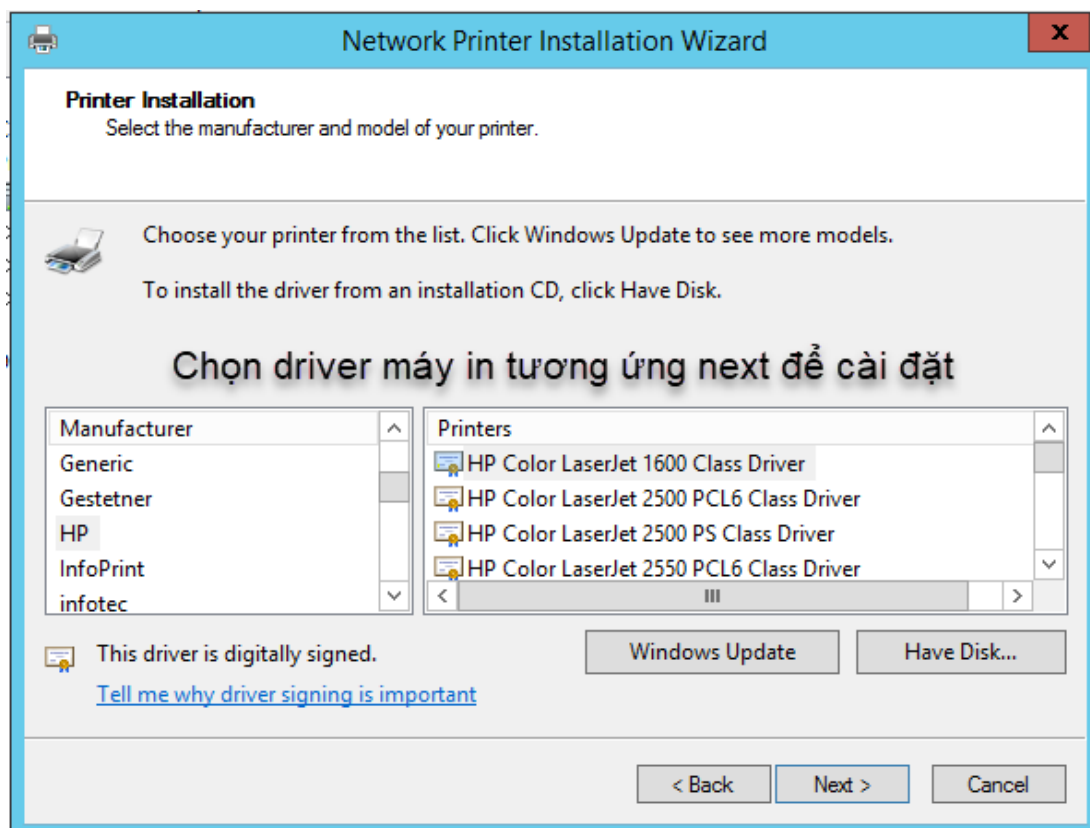 Network Printer Installation Wizard
x
Printer Installation
Select the manufacturer and model of your printer.
Choose your printer from the list. Click Windows Update to see more models.
To install the driver from an installation CD, click Have Disk.
Chọn driver máy in tương ứng next để cài đặt
Manufacturer
Generic
Gestetner
HP
InfoPrint
infotec
Printers
HP Color LaserJet 1600 Class Driver
HP Color LaserJet 2500 PCL6 Class Driver
HP Color LaserJet 2500 PS Class Driver
HP Color LaserJet 2550 PCL6 Class Driver
This driver is digitally signed.
Tell me why driver signing is important
Windows Update
Have Disk...
< Back
Next >
Cancel